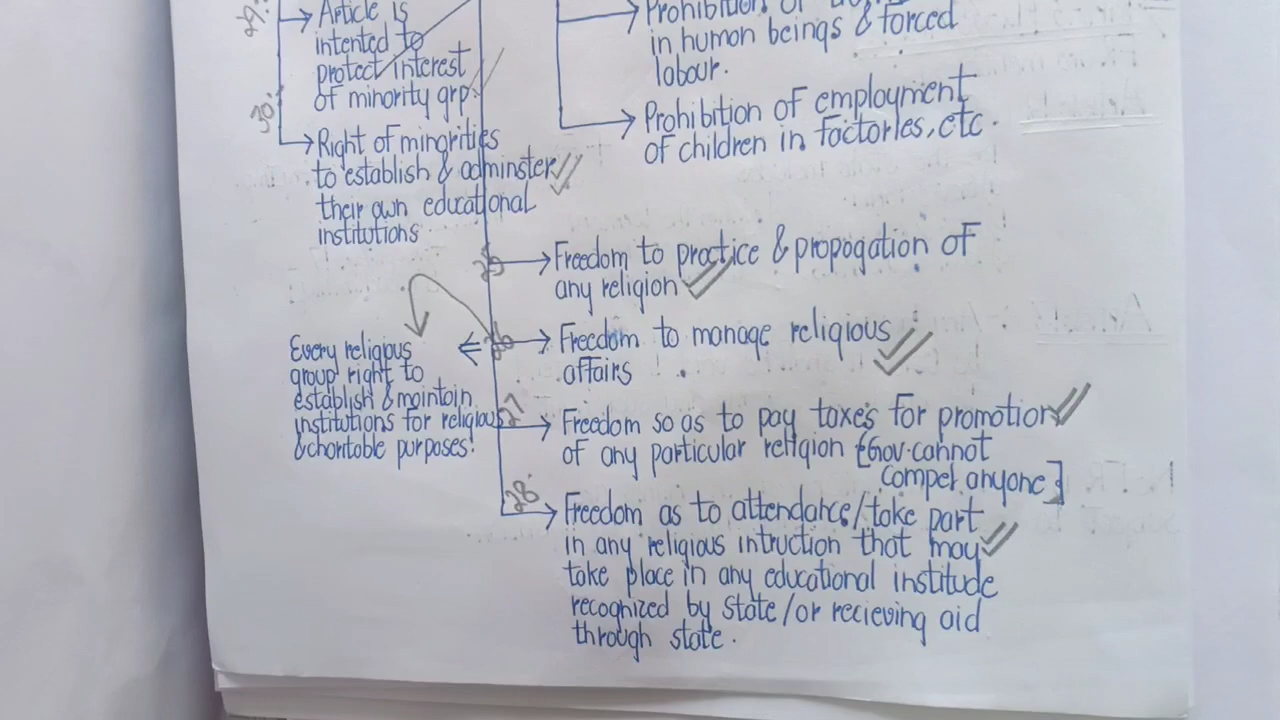 29.
Article is
intented to
protect interest
of minority grp.
30.
Right of mingrities
to establish & adminster
their own educational
institutions
Prohibition of
in human beings & forced
labour.
Prohibition of employment
of children in factories, etc.
25
Freedom to practice & propogation of
any religion
26
Freedom to manage religious
affairs
Every religious
group right to
establish & maintain
institutions for religious
& charitable purposes.
27
Freedom so as to pay taxes for promotion
of any particular religion [Gov. cannot
compel anyone]
28.
Freedom as to attendance/take part
in any religious intruction that may
take place in any educational institude
recognized by state/or recieving aid
through state.